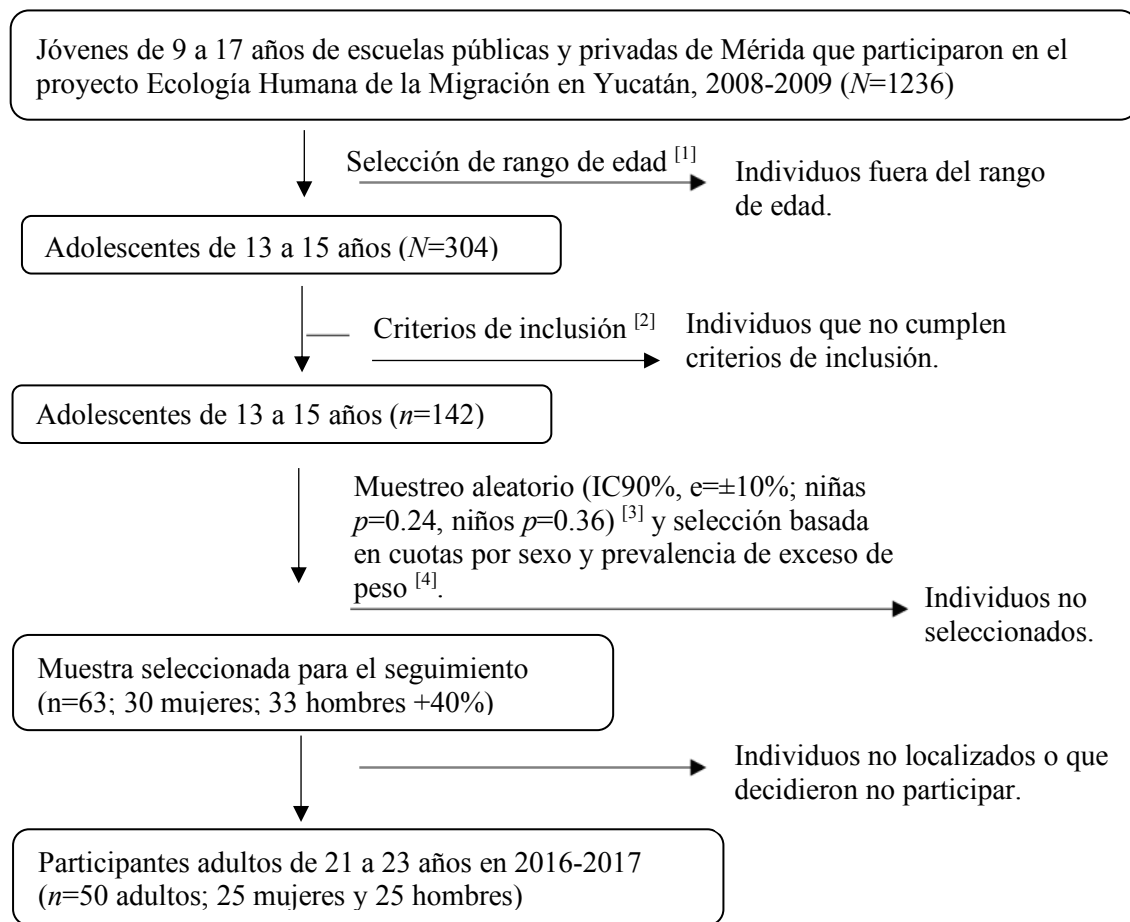 Jóvenes de 9 a 17 años de escuelas públicas y privadas de Mérida que participaron en el
proyecto Ecología Humana de la Migración en Yucatán, 2008-2009 (N=1236)
Selección de rango de edad [1]
Individuos fuera del rango
de edad.
Adolescentes de 13 a 15 años (N=304)
Criterios de inclusión [2]
Individuos que no cumplen
criterios de inclusión.
Adolescentes de 13 a 15 años (n=142)
Muestreo aleatorio (IC90%, e=±10%; niñas
p=0.24, niños p=0.36) [3] y selección basada
en cuotas por sexo y prevalencia de exceso de
peso [4].
Individuos no
seleccionados.
Muestra seleccionada para el seguimiento
(n=63; 30 mujeres; 33 hombres +40%)
Individuos no localizados o que
decidieron no participar.
Participantes adultos de 21 a 23 años en 2016-2017
(n=50 adultos; 25 mujeres y 25 hombres)